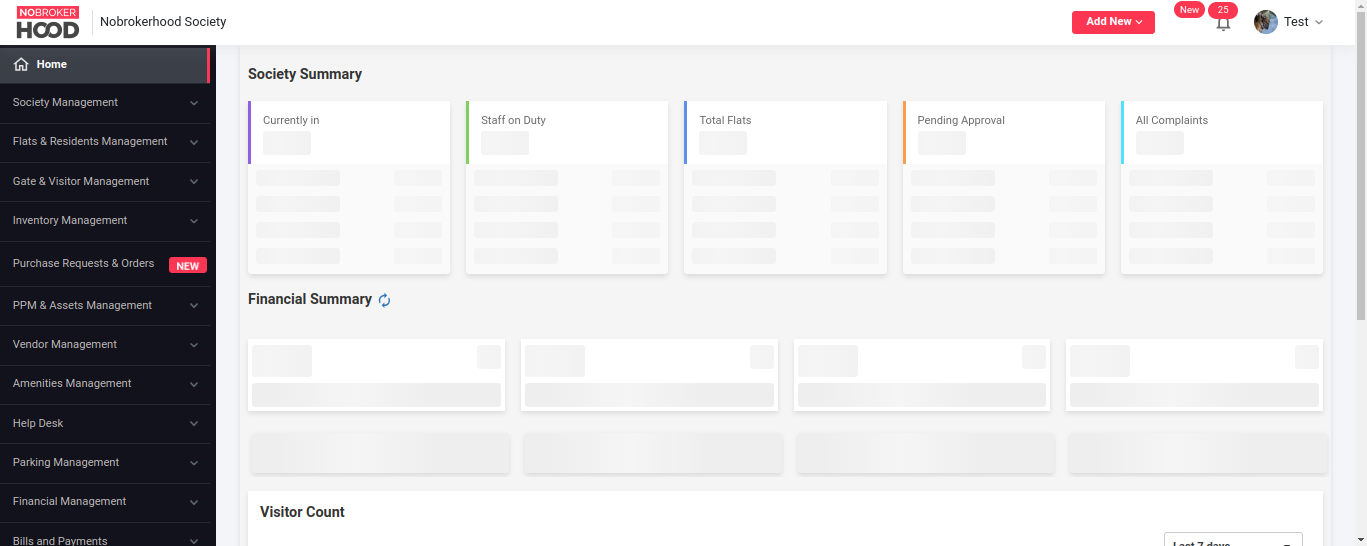 NOBROKER
HOOD
Nobrokerhood Society
Add New
New
25
Test
Home
Society Management
Flats & Residents Management
Gate & Visitor Management
Inventory Management
Purchase Requests & Orders
NEW
PPM & Assets Management
Vendor Management
Amenities Management
Help Desk
Parking Management
Financial Management
Bills and Payments
Society Summary
Currently in
Staff on Duty
Total Flats
Pending Approval
All Complaints
Financial Summary
Visitor Count
Last 7 days